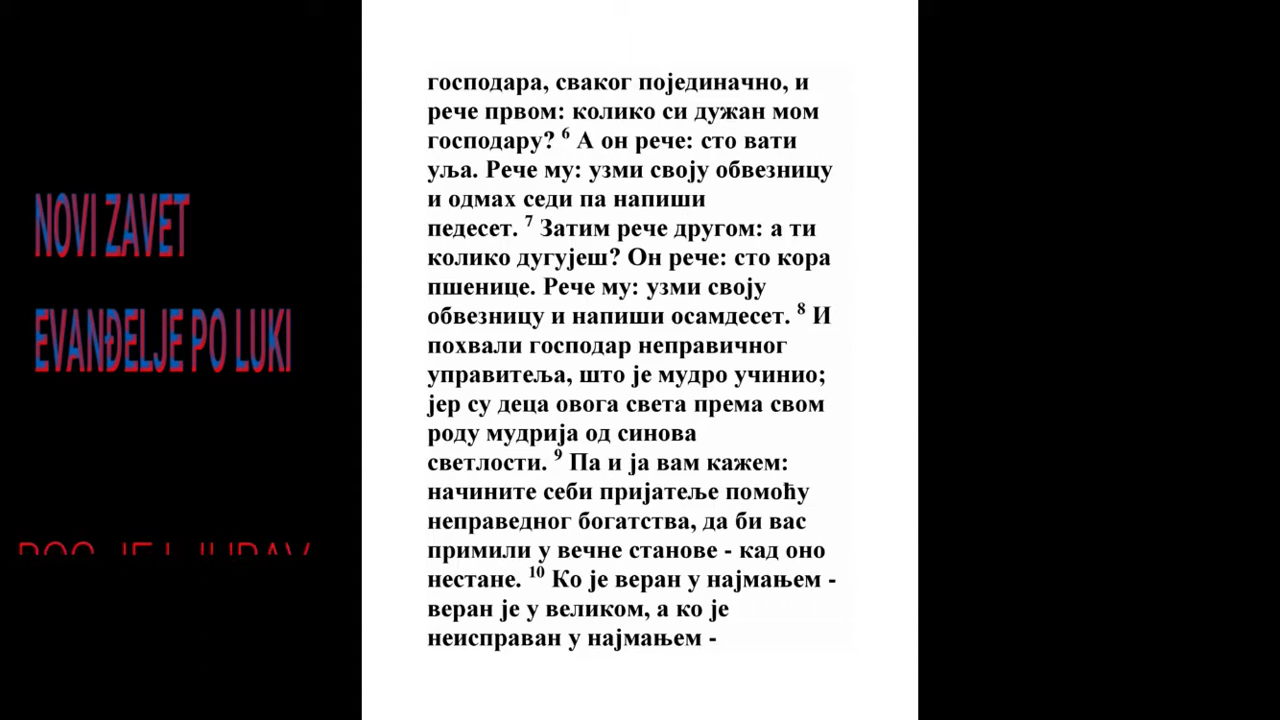 NOVI ZAVET
EVANĐELJE PO LUKI
господара, сваког појединачно, и
рече првом: колико си дужан мом
господару? 6 А он рече: сто вати
уља. Рече му: узми своју обвезницу
и одмах седи па напиши
педесет. 7 Затим рече другом: а ти
колико дугујеш? Он рече: сто кора
пшенице. Рече му: узми своју
обвезницу и напиши осамдесет. 8 И
похвали господар неправичног
управитеља, што је мудро учинио;
јер су деца овога света према свом
роду мудрија од синова
светлости. 9 Па и ја вам кажем:
начините себи пријатеље помоћу
неправедног богатства, да би вас
примили у вечне станове - кад оно
нестане. 10 Ко је веран у најмањем -
веран је у великом, а ко је
неисправан у најмањем -